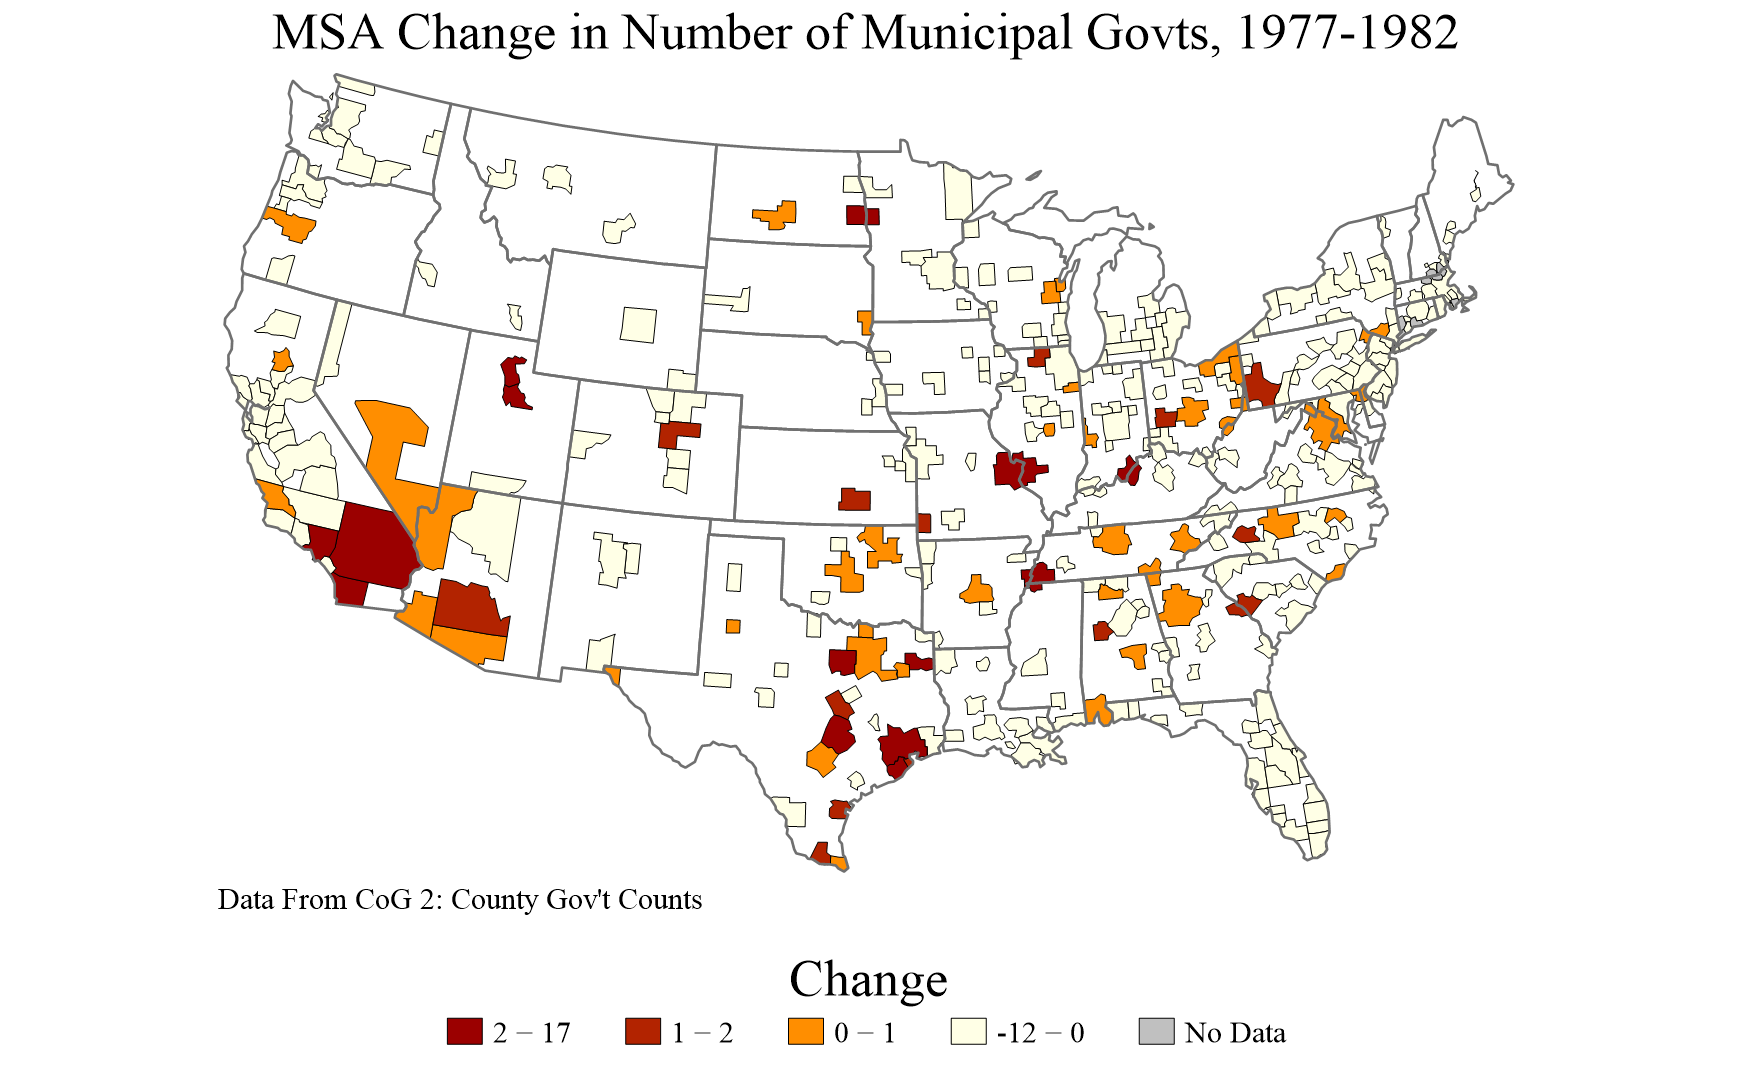 MSA Change in Number of Municipal Govts, 1977-1982
Data From CoG 2: County Gov't Counts
Change
2 – 17 1 – 2 0 – 1 -12 – 0 No Data